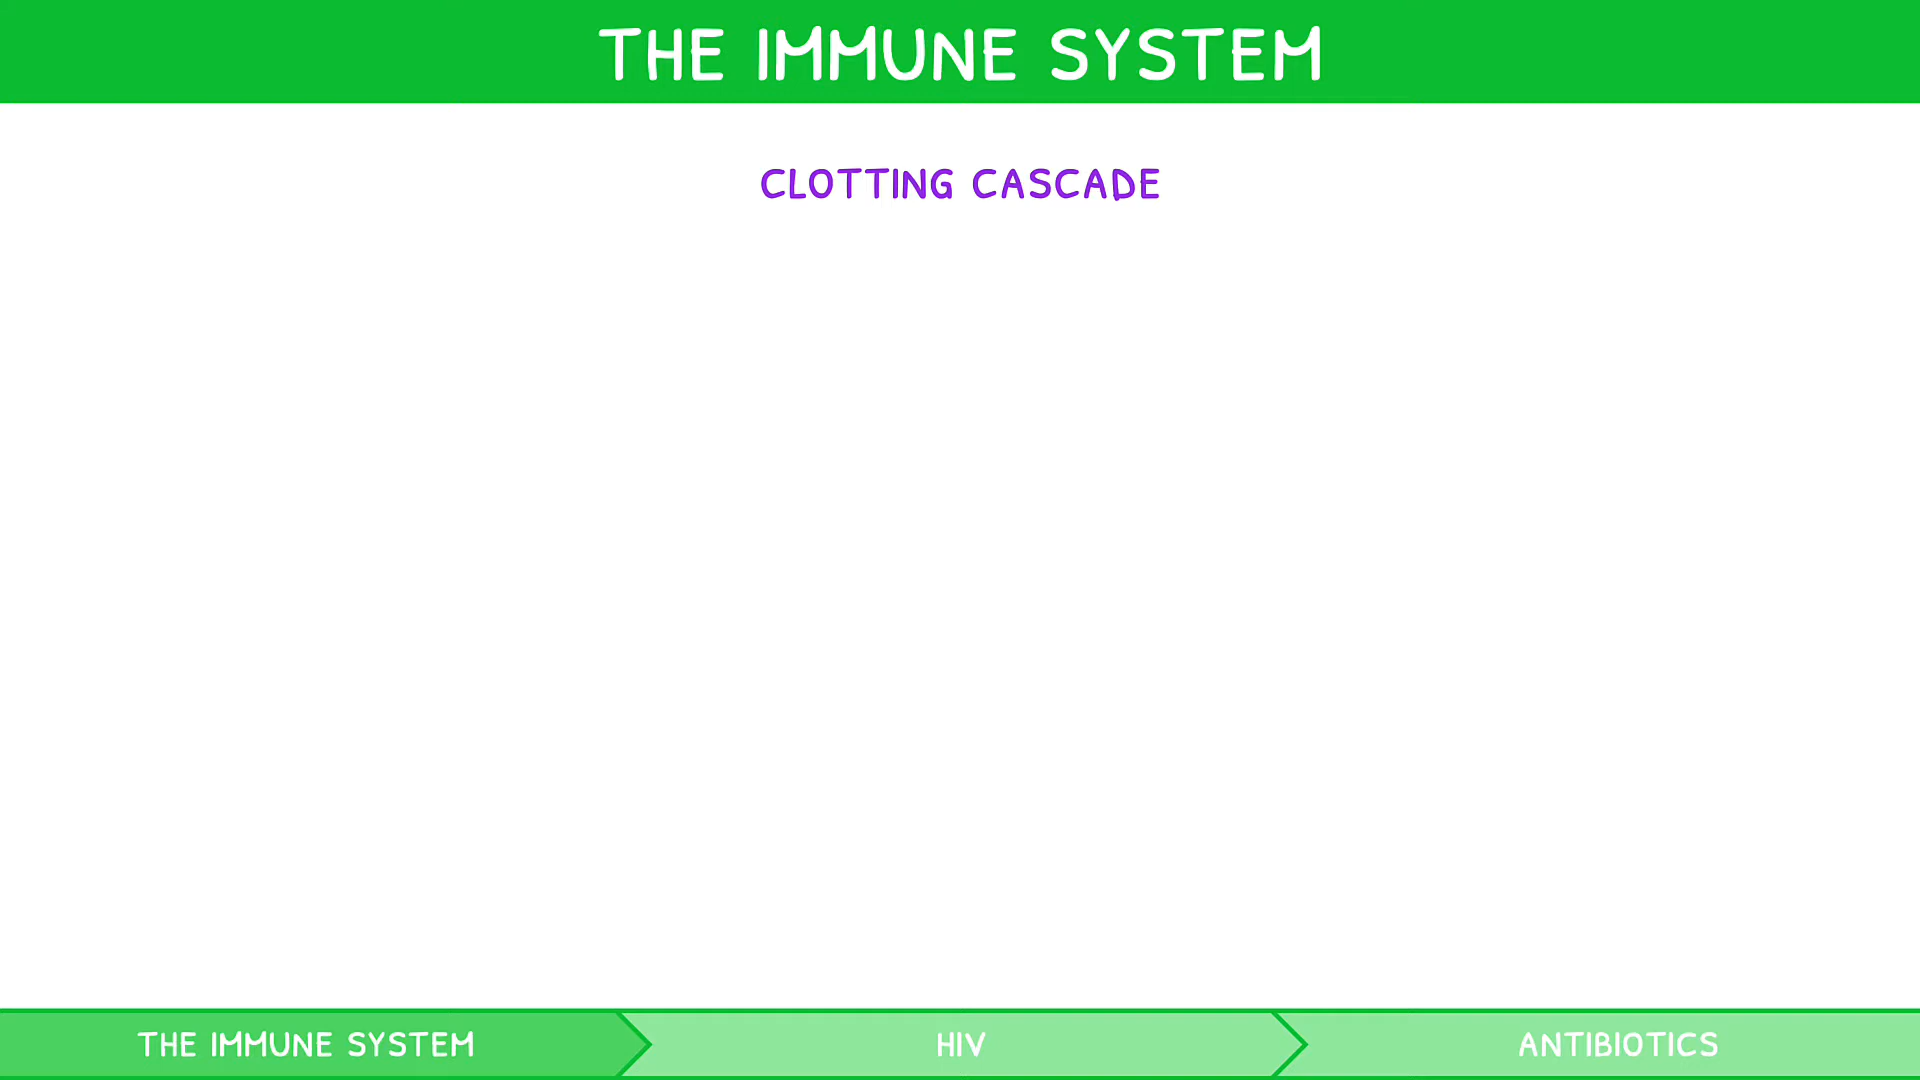 THE IMMUNE SYSTEM
CLOTTING CASCADE
THE IMMUNE SYSTEM
HIV
ANTIBIOTICS